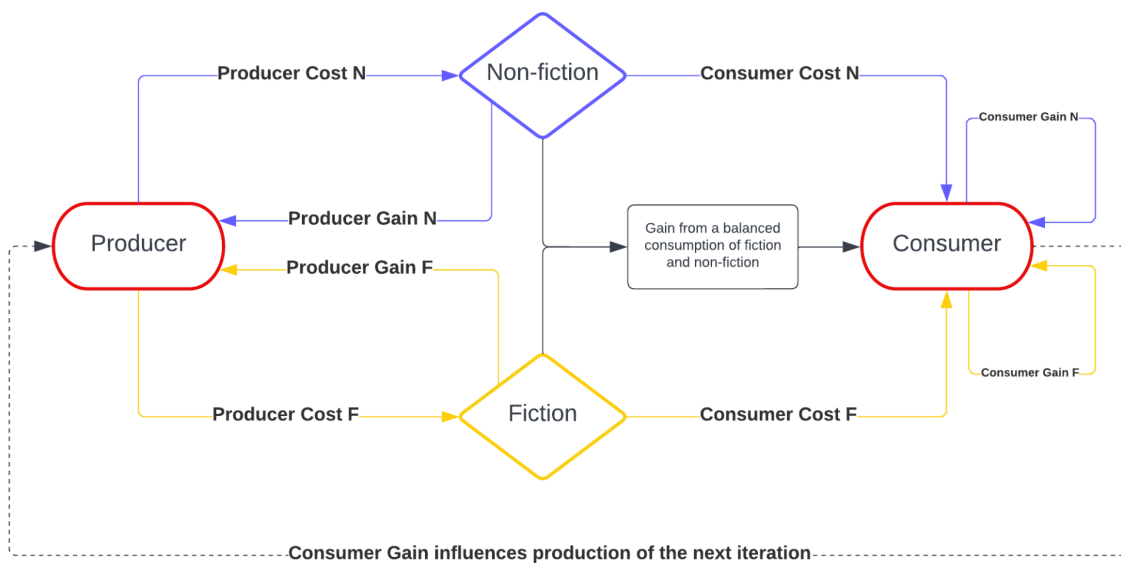 Non-fiction
Producer Cost N
Consumer Cost N
Consumer Gain N
Producer Gain N
Producer
Gain from a balanced
consumption of fiction
and non-fiction
Consumer
Producer Gain F
Consumer Gain F
Producer Cost F
Fiction
Consumer Cost F
Consumer Gain influences production of the next iteration